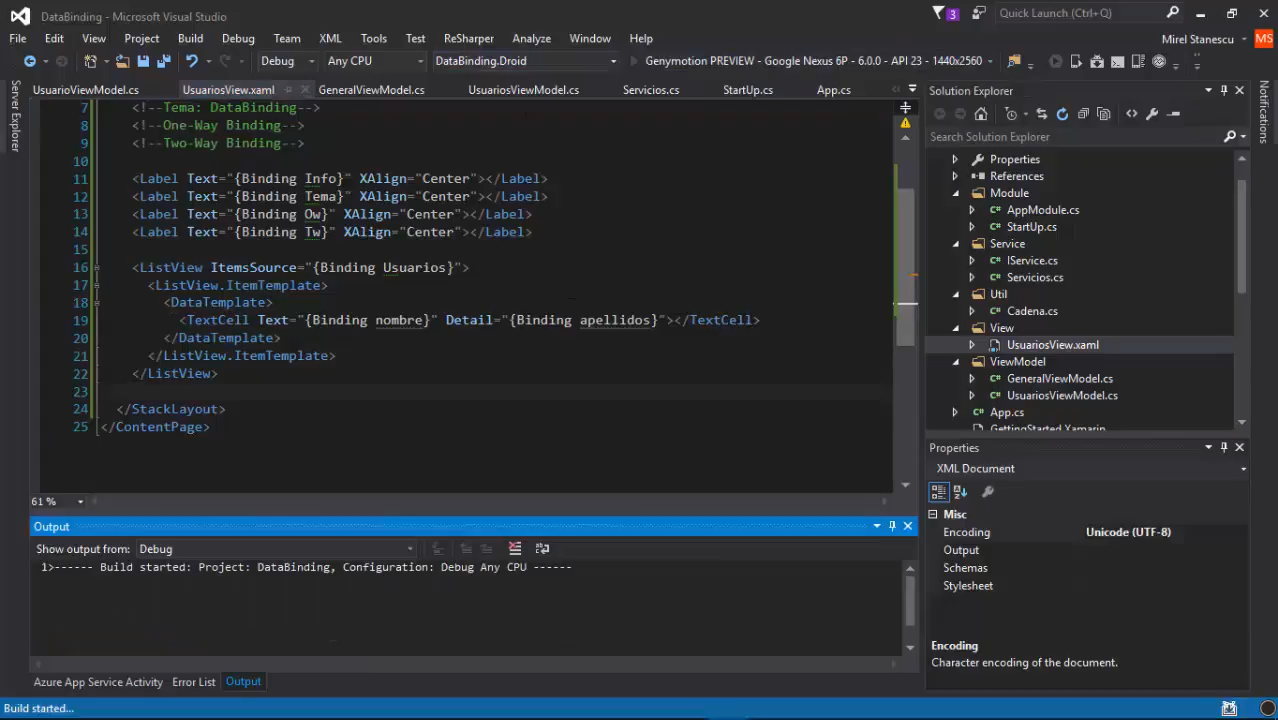 DataBinding - Microsoft Visual Studio
3
Quick Launch (Ctrl+Q)
File Edit View Project Build Debug Team XML Tools Test ReSharper Analyze Window Help
Mirel Stanescu
MS
Debug
Any CPU
DataBinding.Droid
Genymotion PREVIEW - Google Nexus 6P - 6.0.0 - API 23 - 1440x2560
Server Explorer
UsuarioViewModel.cs UsuariosView.xaml GeneralViewModel.cs UsuariosViewModel.cs Servicios.cs StartUp.cs App.cs
7 <!--Tema: DataBinding-->
8 <!--One-Way Binding-->
9 <!--Two-Way Binding-->
10
11 <Label Text="{Binding Info}" XAlign="Center"></Label>
12 <Label Text="{Binding Tema}" XAlign="Center"></Label>
13 <Label Text="{Binding Ow}" XAlign="Center"></Label>
14 <Label Text="{Binding Tw}" XAlign="Center"></Label>
15
16 <ListView ItemsSource="{Binding Usuarios}">
17 <ListView.ItemTemplate>
18 <DataTemplate>
19 <TextCell Text="{Binding nombre}" Detail="{Binding apellidos}"></TextCell>
20 </DataTemplate>
21 </ListView.ItemTemplate>
22 </ListView>
23
24 </StackLayout>
25 </ContentPage>
61 %
Output
Show output from: Debug
1>------ Build started: Project: DataBinding, Configuration: Debug Any CPU ------
Azure App Service Activity Error List Output
Build started...
Solution Explorer
Search Solution Explorer
Properties
References
Module
C# AppModule.cs
C# StartUp.cs
Service
C# IService.cs
C# Servicios.cs
Util
C# Cadena.cs
View
UsuariosView.xaml
ViewModel
C# GeneralViewModel.cs
C# UsuariosViewModel.cs
C# App.cs
GettingStarted.Xamarin
Properties
XML Document
Misc
Encoding Unicode (UTF-8)
Output
Schemas
Stylesheet
Encoding
Character encoding of the document.
Notifications